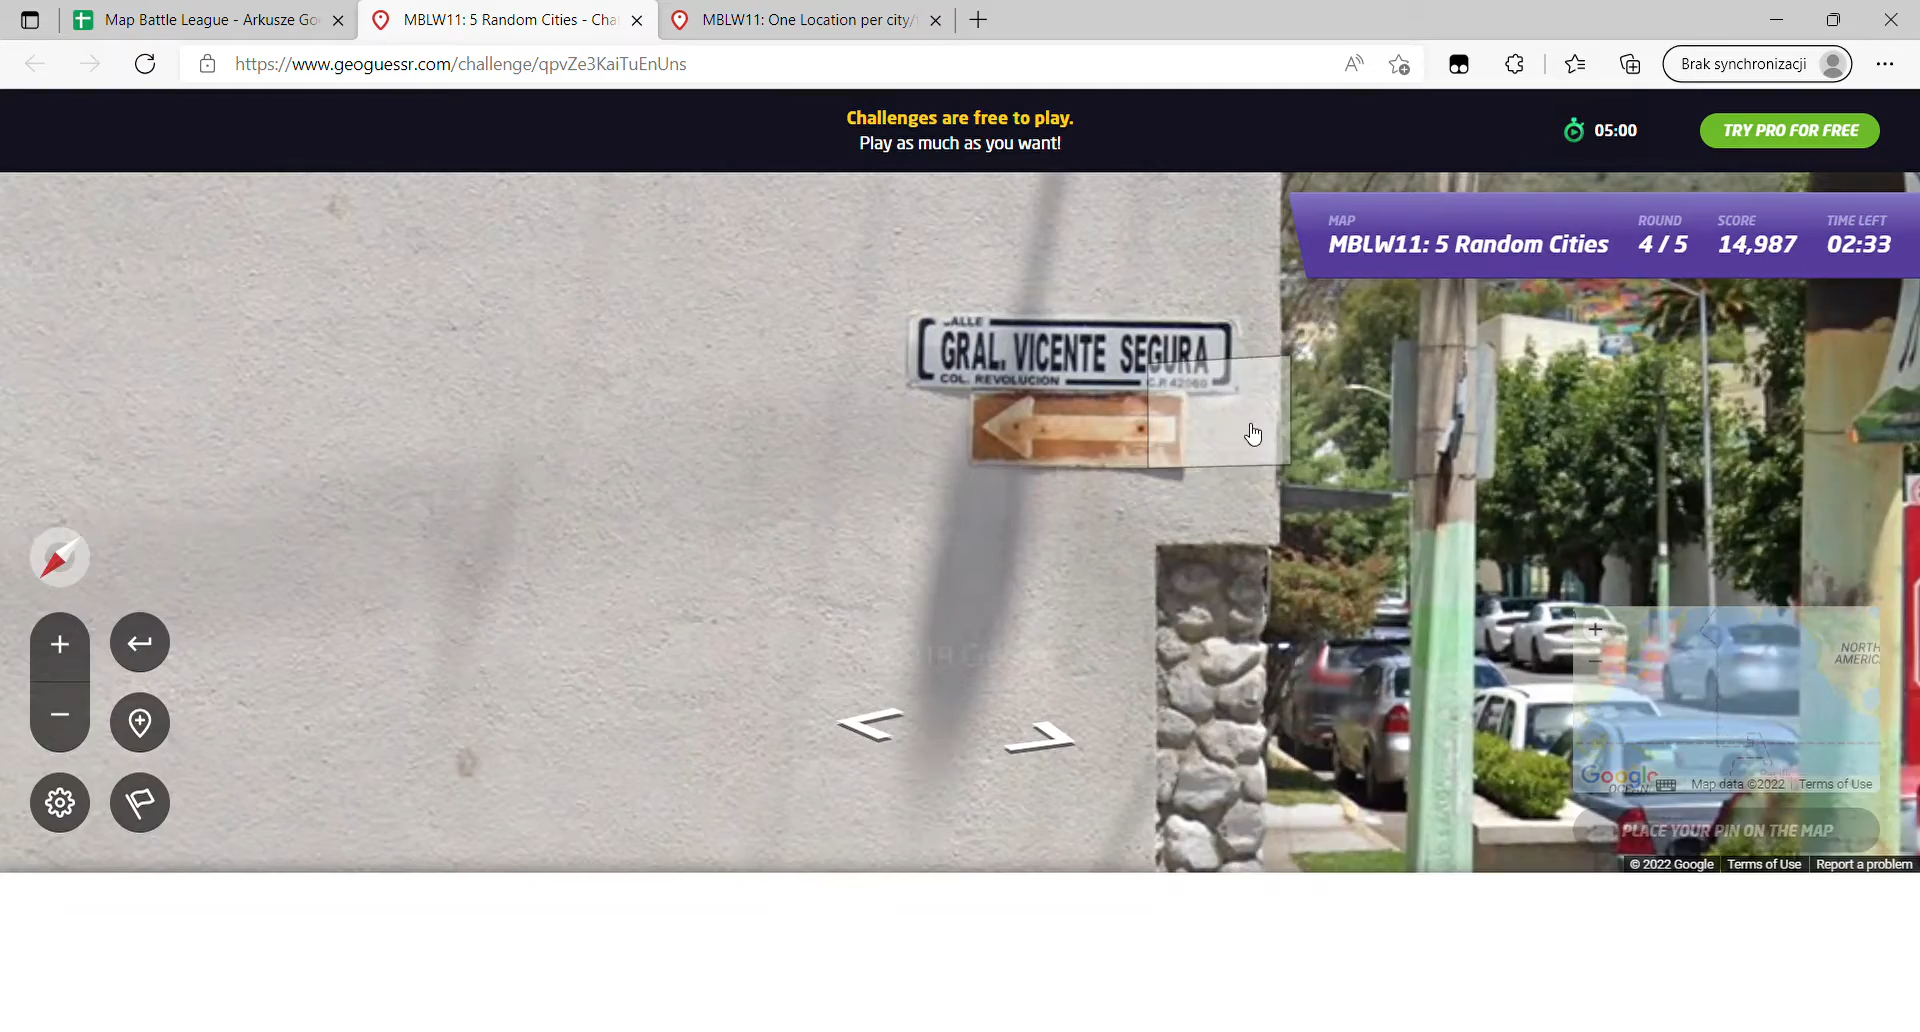 Map Battle League - Arkusze Go
MBLW11: 5 Random Cities - Cha
MBLW11: One Location per city/
https://www.geoguessr.com/challenge/qpvZe3KaiTuEnUns
Brak synchronizacji
Challenges are free to play.
Play as much as you want!
05:00
TRY PRO FOR FREE
MAP
ROUND
SCORE
TIME LEFT
MBLW11: 5 Random Cities
4 / 5
14,987
02:33
CALLE
GRAL. VICENTE SEGURA
COL. REVOLUCION
C.P. 42060
NORTH
AMERIC
Google
OCEAN
Map data ©2022
Terms of Use
PLACE YOUR PIN ON THE MAP
© 2022 Google
Terms of Use
Report a problem